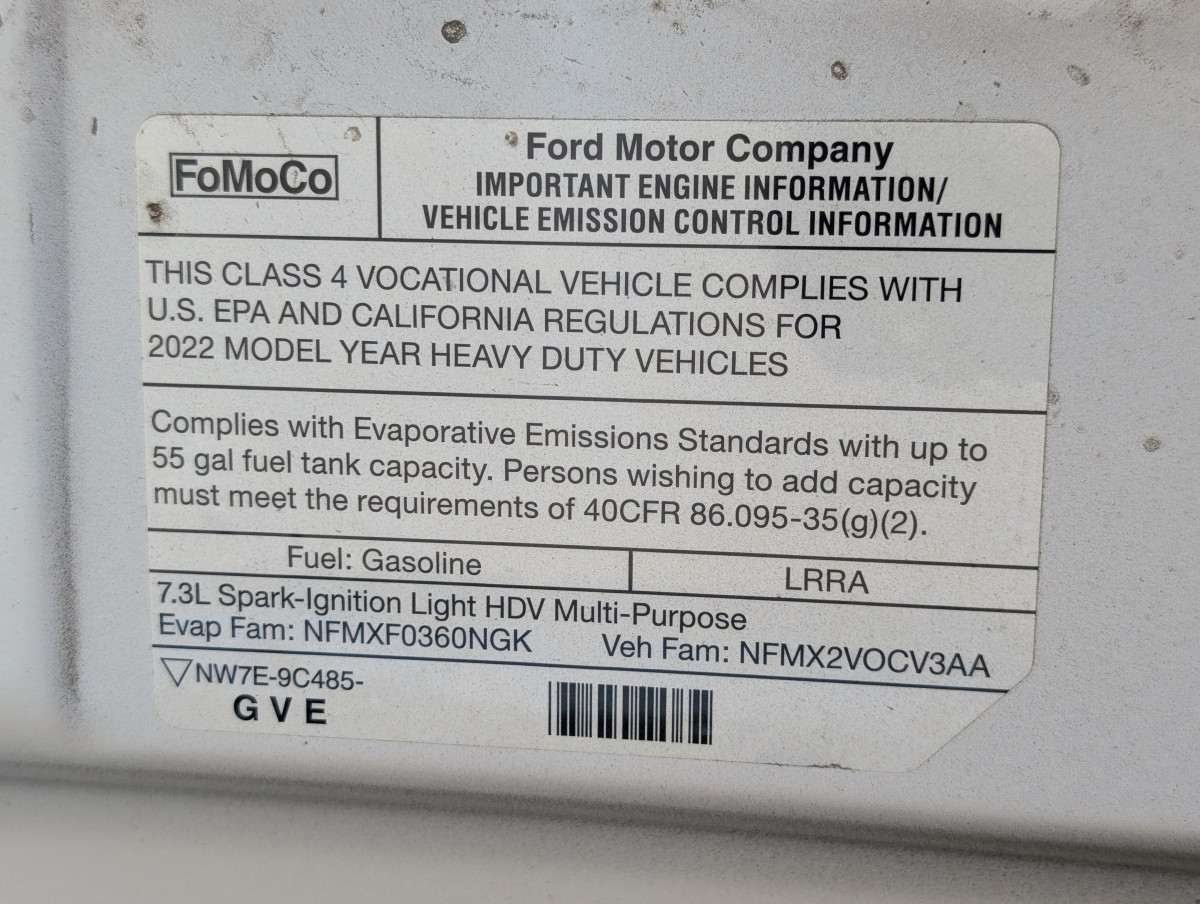 FoMoCo
Ford Motor Company
IMPORTANT ENGINE INFORMATION/
VEHICLE EMISSION CONTROL INFORMATION
THIS CLASS 4 VOCATIONAL VEHICLE COMPLIES WITH
U.S. EPA AND CALIFORNIA REGULATIONS FOR
2022 MODEL YEAR HEAVY DUTY VEHICLES
Complies with Evaporative Emissions Standards with up to
55 gal fuel tank capacity. Persons wishing to add capacity
must meet the requirements of 40CFR 86.095-35(g)(2).
Fuel: Gasoline
LRRA
7.3L Spark-Ignition Light HDV Multi-Purpose
Evap Fam: NFMXF0360NGK Veh Fam: NFMX2VOCV3AA
▽NW7E-9C485-
G V E